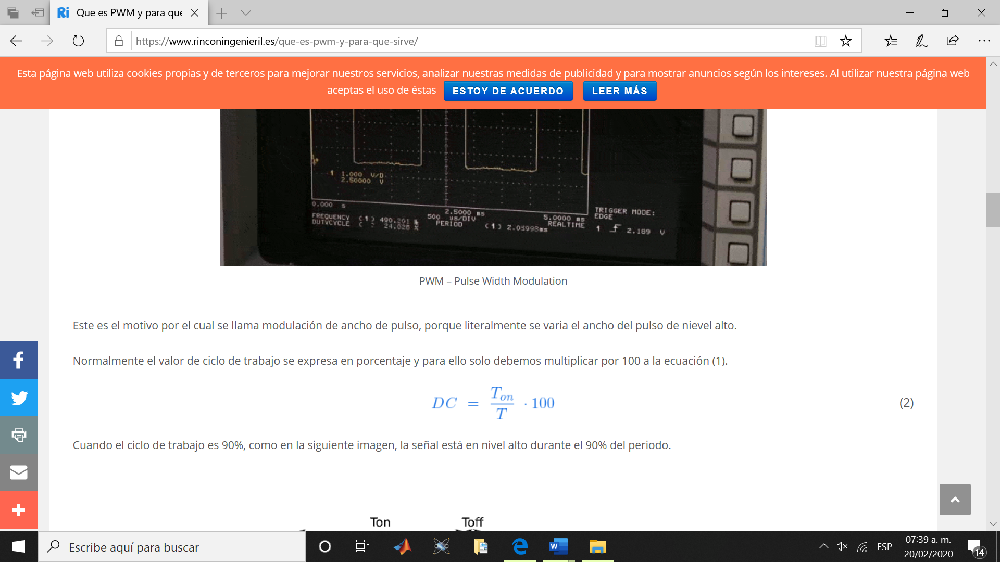 Ri Que es PWM y para que
https://www.rinconingenieril.es/que-es-pwm-y-para-que-sirve/
Esta página web utiliza cookies propias y de terceros para mejorar nuestros servicios, analizar nuestras medidas de publicidad y para mostrar anuncios según los intereses. Al utilizar nuestra página web
aceptas el uso de éstas ESTOY DE ACUERDO LEER MÁS
1 1.000 V/D
2.50000 V
0.000 s 2.5000 ms 5.0000 ms
500 us/DIV REALTIME
FREQUENCY (1) 490.201 PERIOD (1) 2.03998ms
DUTYCYCLE 24.026 %
TRIGGER MODE:
EDGE
1 2.189 V
PWM – Pulse Width Modulation
Este es el motivo por el cual se llama modulación de ancho de pulso, porque literalmente se varia el ancho del pulso de nievel alto.
Normalmente el valor de ciclo de trabajo se expresa en porcentaje y para ello solo debemos multiplicar por 100 a la ecuación (1).
DC = Ton/T · 100 (2)
Cuando el ciclo de trabajo es 90%, como en la siguiente imagen, la señal está en nivel alto durante el 90% del periodo.
Ton Toff
Escribe aquí para buscar
ESP
07:39 a. m.
20/02/2020
14